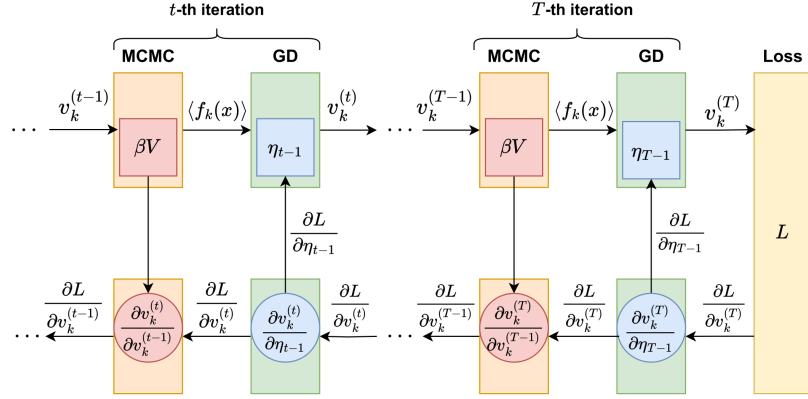 t-th iteration
T-th iteration
MCMC GD MCMC GD Loss
⋯ v_k^{(t−1)} ⟨f_k(x)⟩ v_k^{(t)} ⋯ v_k^{(T−1)} ⟨f_k(x)⟩ v_k^{(T)}
βV η_{t−1} βV η_{T−1}
∂L/∂η_{t−1} ∂L/∂η_{T−1} L
∂L/∂v_k^{(t−1)} ∂L/∂v_k^{(t)} ∂L/∂v_k^{(t)} ∂L/∂v_k^{(T−1)} ∂L/∂v_k^{(T)} ∂L/∂v_k^{(T)}
⋯ ∂v_k^{(t)}/∂v_k^{(t−1)} ∂v_k^{(t)}/∂η_{t−1} ⋯ ∂v_k^{(T)}/∂v_k^{(T−1)} ∂v_k^{(T)}/∂η_{T−1}